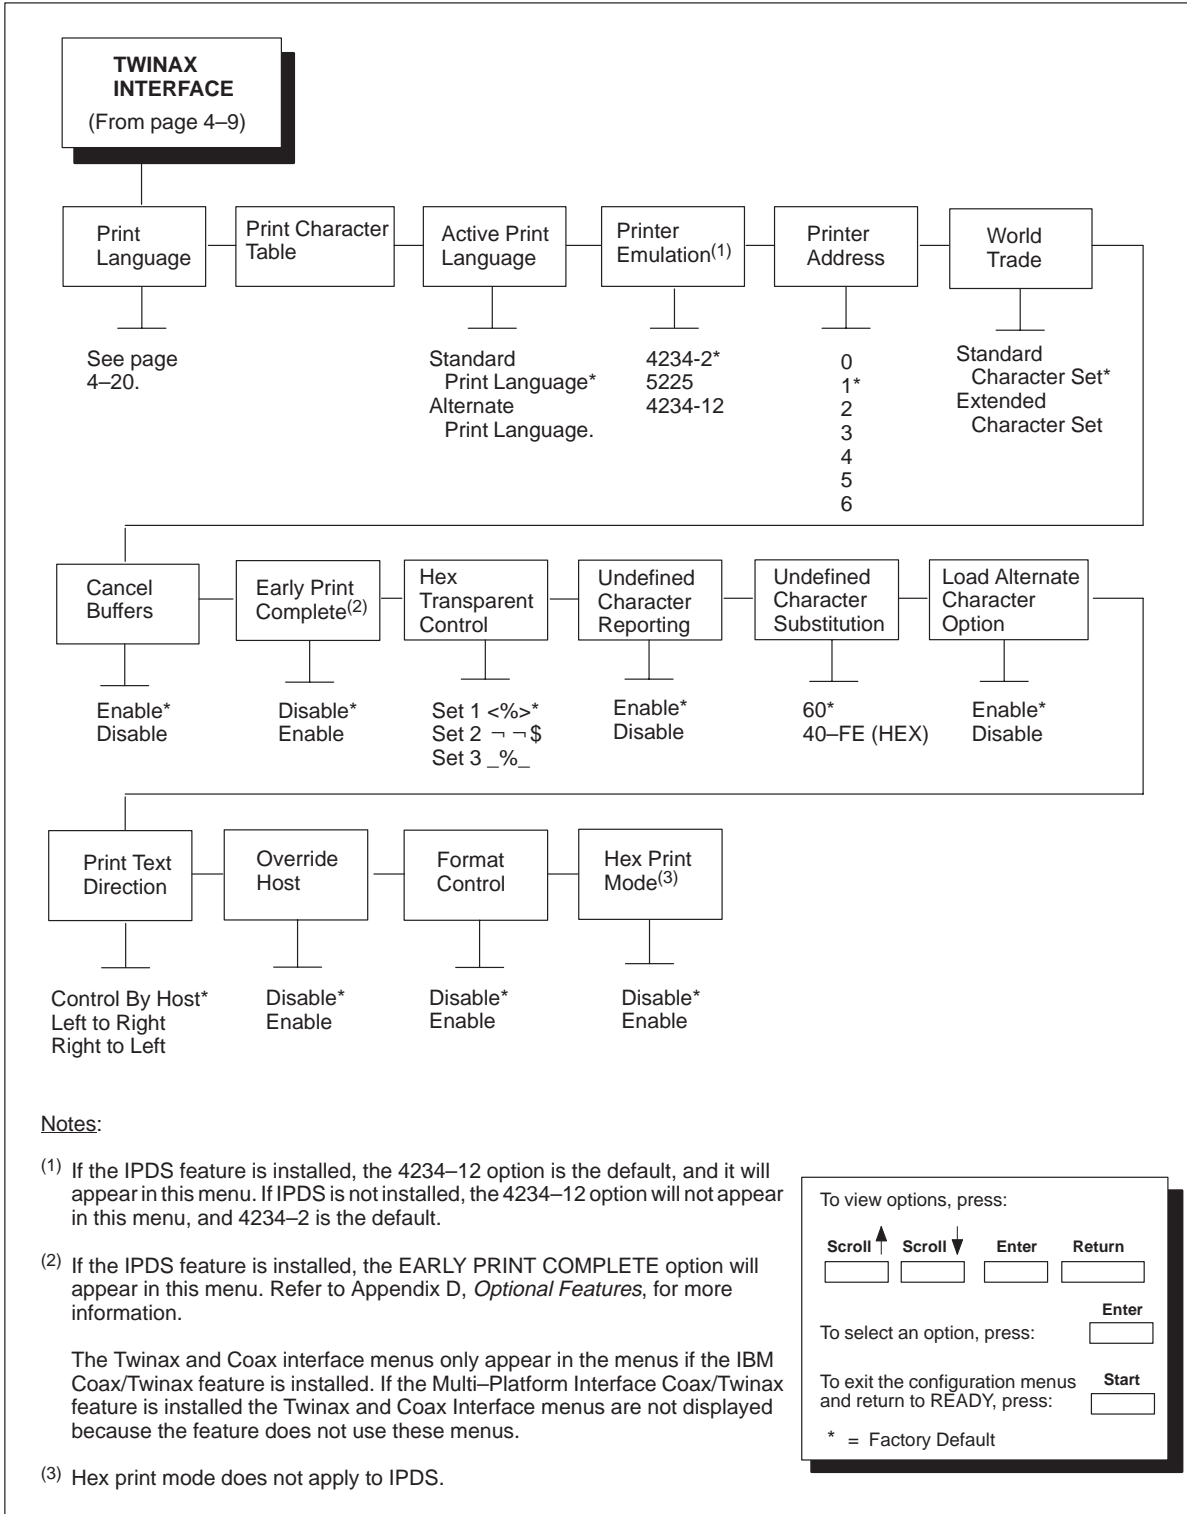 TWINAX
INTERFACE
(From page 4–9)
Print
Language
Print Character
Table
Active Print
Language
Printer
Emulation(1)
Printer
Address
World
Trade
See page
4–20.
Standard
Print Language*
Alternate
Print Language.
4234-2*
5225
4234-12
0
1*
2
3
4
5
6
Standard
Character Set*
Extended
Character Set
Cancel
Buffers
Early Print
Complete(2)
Hex
Transparent
Control
Undefined
Character
Reporting
Undefined
Character
Substitution
Load Alternate
Character
Option
Enable*
Disable
Disable*
Enable
Set 1 <%>*
Set 2 ¬ ¬ $
Set 3 _%_
Enable*
Disable
60*
40–FE (HEX)
Enable*
Disable
Print Text
Direction
Override
Host
Format
Control
Hex Print
Mode(3)
Control By Host*
Left to Right
Right to Left
Disable*
Enable
Disable*
Enable
Disable*
Enable
Notes:
(1) If the IPDS feature is installed, the 4234–12 option is the default, and it will
appear in this menu. If IPDS is not installed, the 4234–12 option will not appear
in this menu, and 4234–2 is the default.
(2) If the IPDS feature is installed, the EARLY PRINT COMPLETE option will
appear in this menu. Refer to Appendix D, Optional Features, for more
information.
The Twinax and Coax interface menus only appear in the menus if the IBM
Coax/Twinax feature is installed. If the Multi–Platform Interface Coax/Twinax
feature is installed the Twinax and Coax Interface menus are not displayed
because the feature does not use these menus.
(3) Hex print mode does not apply to IPDS.
To view options, press:
Scroll Scroll Enter Return
Enter
To select an option, press:
To exit the configuration menus
and return to READY, press:
Start
* = Factory Default